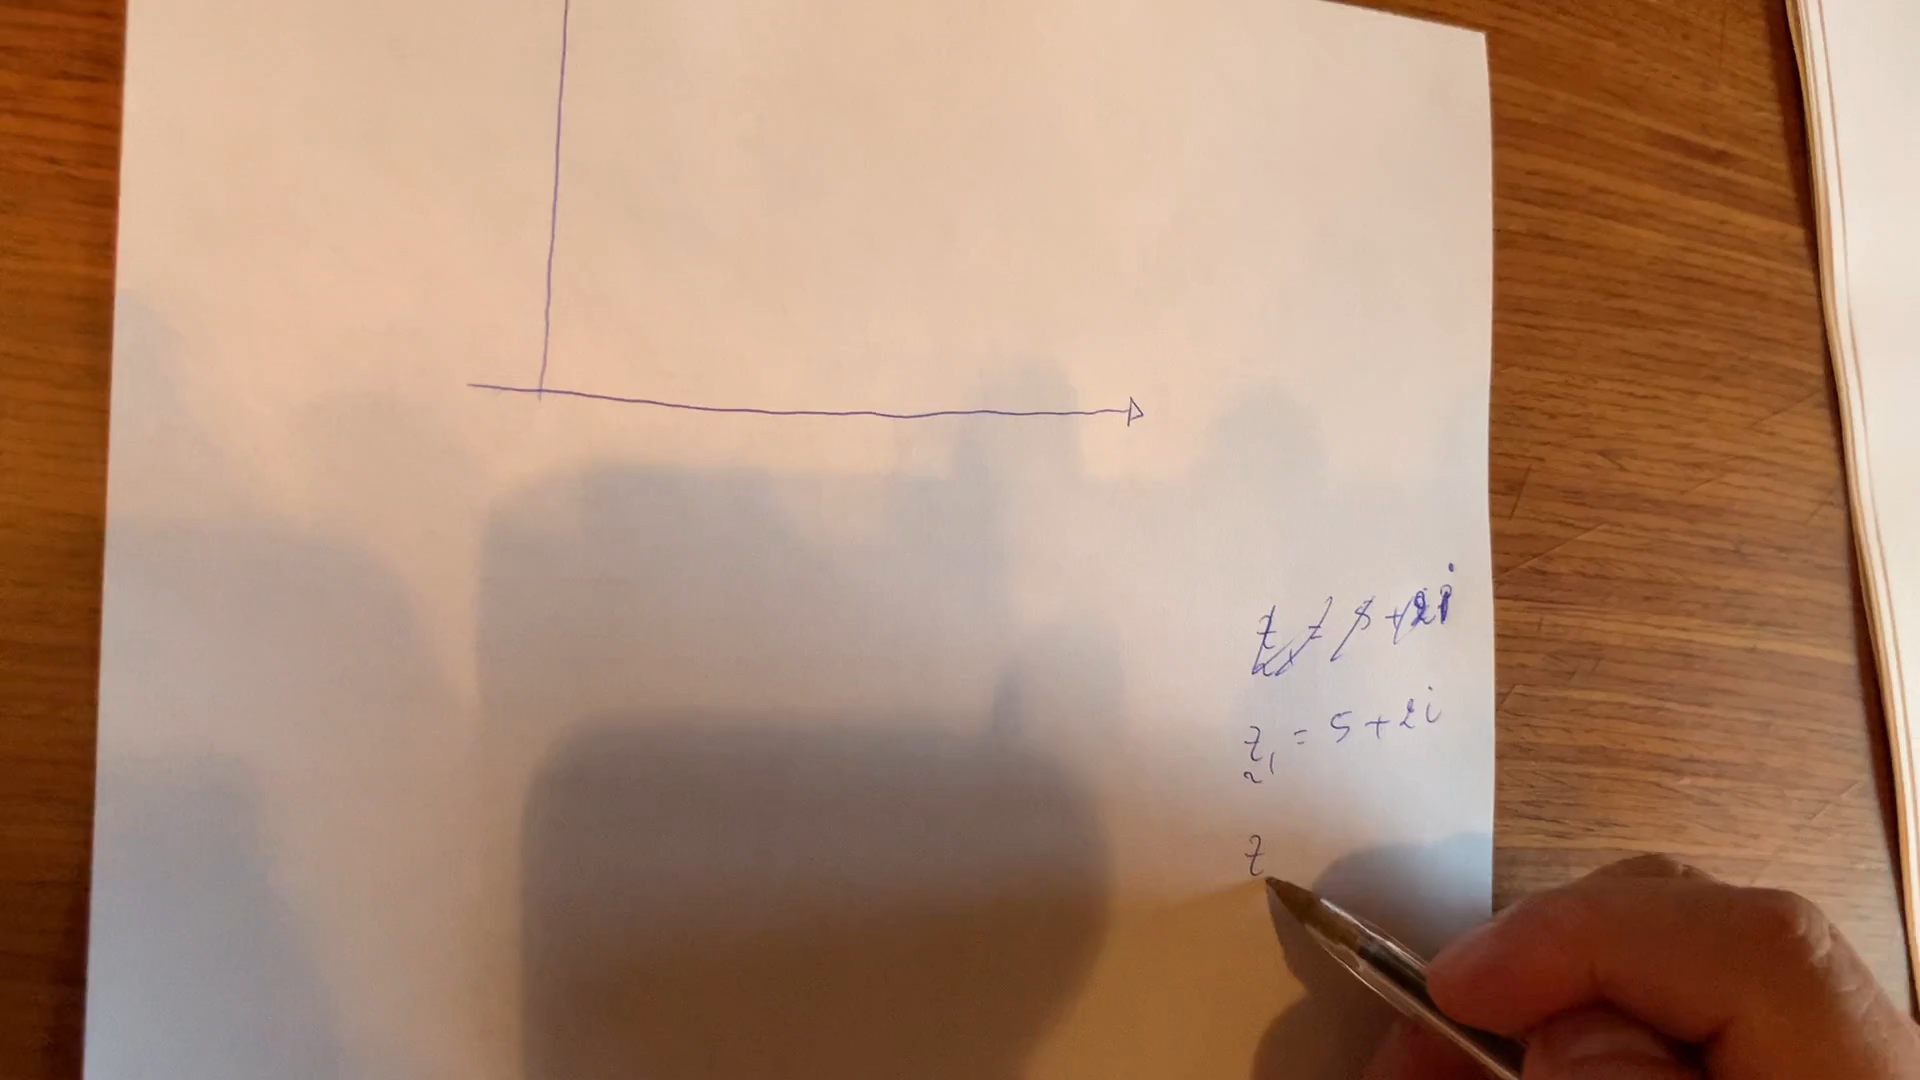 z₁ = 5 + 2i
z